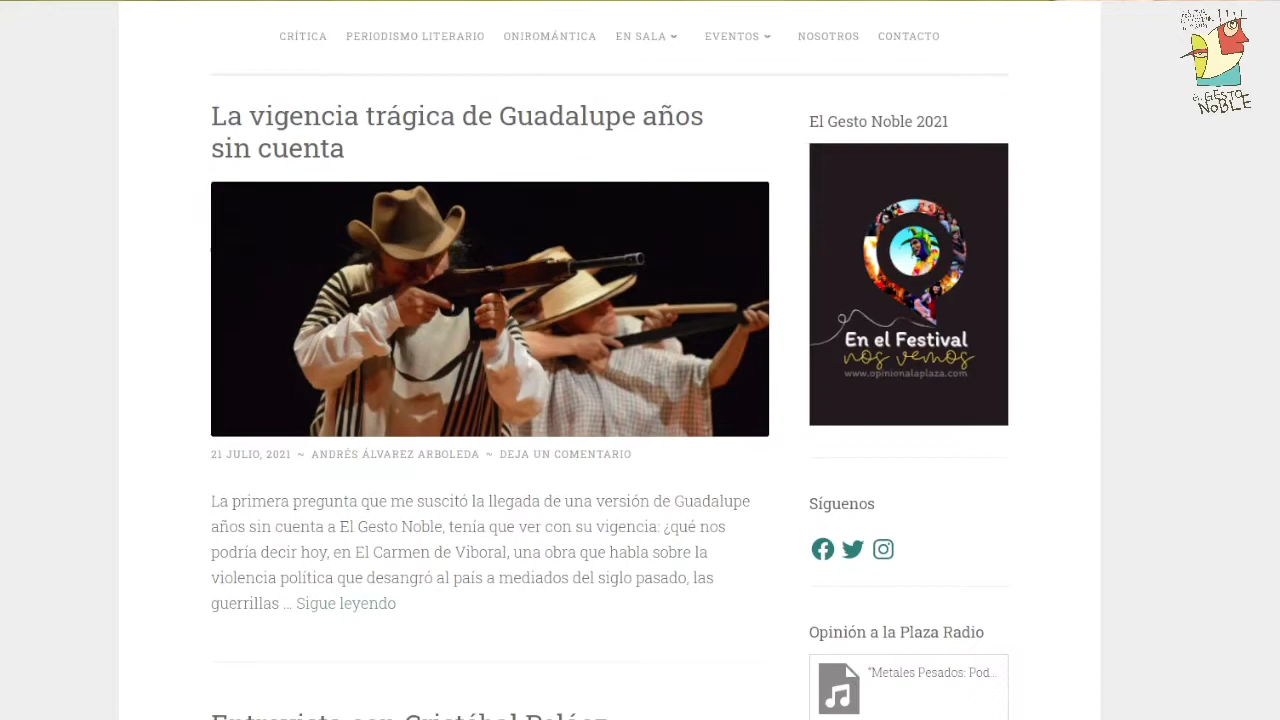 CRÍTICA PERIODISMO LITERARIO ONIROMÁNTICA EN SALA EVENTOS NOSOTROS CONTACTO
EL GESTO
NOBLE
La vigencia trágica de Guadalupe años
sin cuenta
21 JULIO, 2021 ~ ANDRÉS ÁLVAREZ ARBOLEDA ~ DEJA UN COMENTARIO
La primera pregunta que me suscitó la llegada de una versión de Guadalupe
años sin cuenta a El Gesto Noble, tenía que ver con su vigencia: ¿qué nos
podría decir hoy, en El Carmen de Viboral, una obra que habla sobre la
violencia política que desangró al país a mediados del siglo pasado, las
guerrillas … Sigue leyendo
Entrevista con Cristóbal Peláez
El Gesto Noble 2021
En el Festival
nos vemos
www.opinionalaplaza.com
Síguenos
Opinión a la Plaza Radio
"Metales Pesados: Pod...